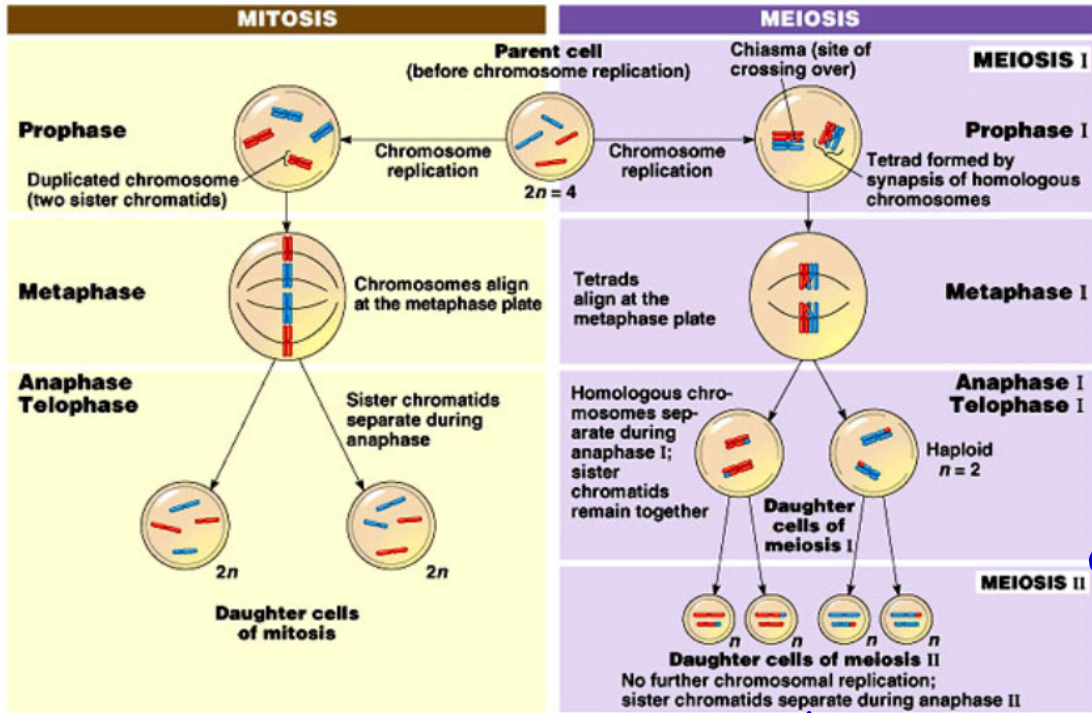 MITOSIS
MEIOSIS
Parent cell
(before chromosome replication)
Chiasma (site of
crossing over)
MEIOSIS I
Prophase
Prophase I
Chromosome
replication
Chromosome
replication
Duplicated chromosome
(two sister chromatids)
2n = 4
Tetrad formed by
synapsis of homologous
chromosomes
Metaphase
Chromosomes align
at the metaphase plate
Tetrads
align at the
metaphase plate
Metaphase I
Anaphase
Telophase
Sister chromatids
separate during
anaphase
Homologous chro-
mosomes sep-
arate during
anaphase I;
sister
chromatids
remain together
Anaphase I
Telophase I
Haploid
n = 2
Daughter
cells of
meiosis I
2n
2n
Daughter cells
of mitosis
MEIOSIS II
n
n
n
n
Daughter cells of meiosis II
No further chromosomal replication;
sister chromatids separate during anaphase II